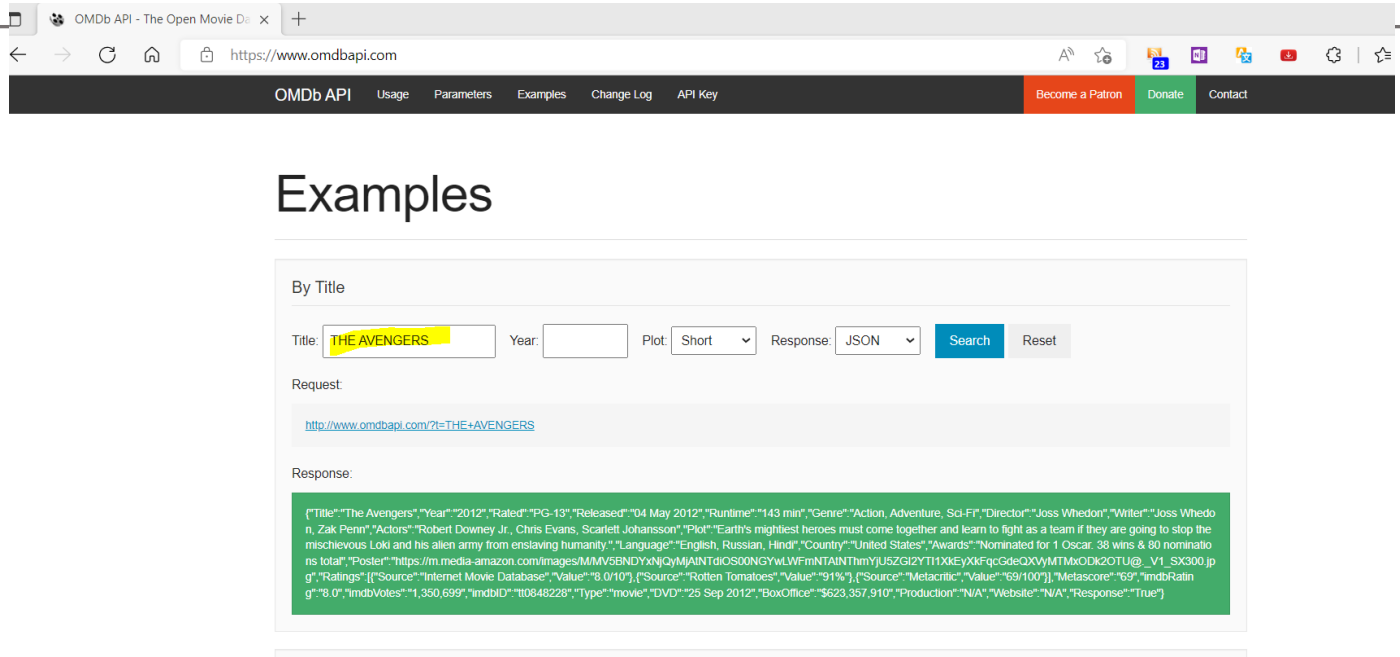 OMDb API - The Open Movie Da
https://www.omdbapi.com
23
OMDb API Usage Parameters Examples Change Log API Key Become a Patron Donate Contact
Examples
By Title
Title: THE AVENGERS Year: Plot: Short Response: JSON Search Reset
Request:
http://www.omdbapi.com/?t=THE+AVENGERS
Response:
{"Title":"The Avengers","Year":"2012","Rated":"PG-13","Released":"04 May 2012","Runtime":"143 min","Genre":"Action, Adventure, Sci-Fi","Director":"Joss Whedon","Writer":"Joss Whedo
n, Zak Penn","Actors":"Robert Downey Jr., Chris Evans, Scarlett Johansson","Plot":"Earth's mightiest heroes must come together and learn to fight as a team if they are going to stop the
mischievous Loki and his alien army from enslaving humanity.","Language":"English, Russian, Hindi","Country":"United States","Awards":"Nominated for 1 Oscar. 38 wins & 80 nominatio
ns total","Poster":"https://m.media-amazon.com/images/M/MV5BNDYxNjQyMjAtNTdiOS00NGYwLWFmNTAtNThmYjU5ZGI2YTI1XkEyXkFqcGdeQXVyMTMxODk2OTU@._V1_SX300.jp
g","Ratings":[{"Source":"Internet Movie Database","Value":"8.0/10"},{"Source":"Rotten Tomatoes","Value":"91%"},{"Source":"Metacritic","Value":"69/100"}],"Metascore":"69","imdbRatin
g":"8.0","imdbVotes":"1,350,699","imdbID":"tt0848228","Type":"movie","DVD":"25 Sep 2012","BoxOffice":"$623,357,910","Production":"N/A","Website":"N/A","Response":"True"}